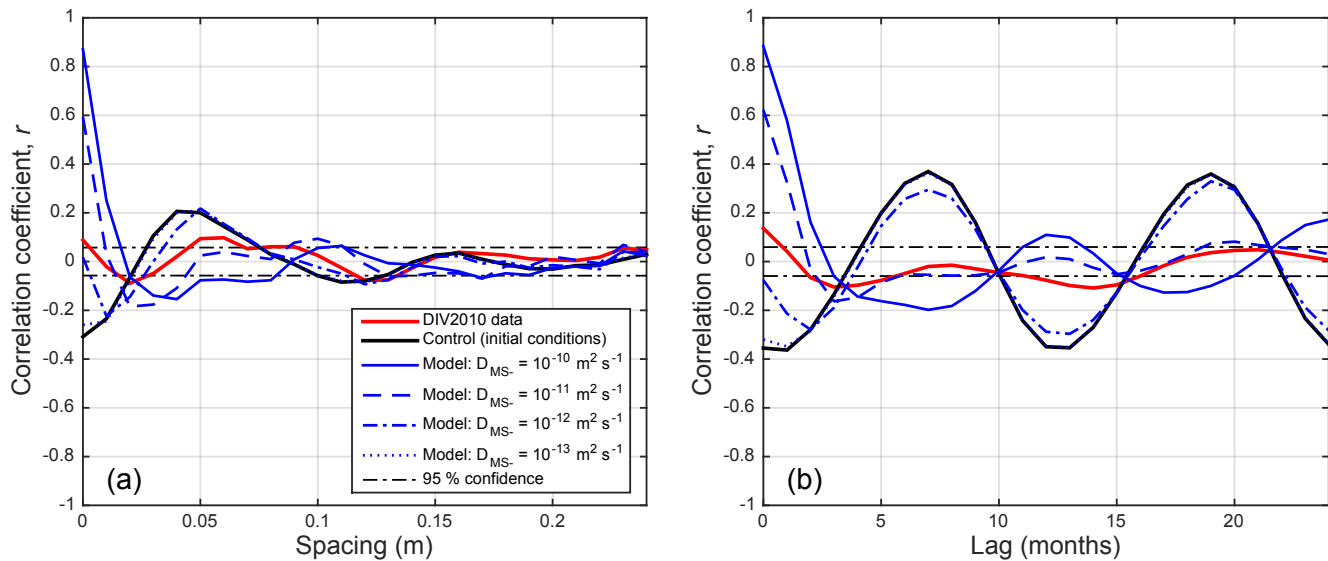 Correlation coefficient, r
1
0.8
0.6
0.4
0.2
0
-0.2
-0.4
-0.6
-0.8
-1
(a)
DIV2010 data
Control (initial conditions)
Model: D_MS- = 10^-10 m^2 s^-1
Model: D_MS- = 10^-11 m^2 s^-1
Model: D_MS- = 10^-12 m^2 s^-1
Model: D_MS- = 10^-13 m^2 s^-1
95 % confidence
0 0.05 0.1 0.15 0.2
Spacing (m)
Correlation coefficient, r
1
0.8
0.6
0.4
0.2
0
-0.2
-0.4
-0.6
-0.8
-1
(b)
0 5 10 15 20
Lag (months)